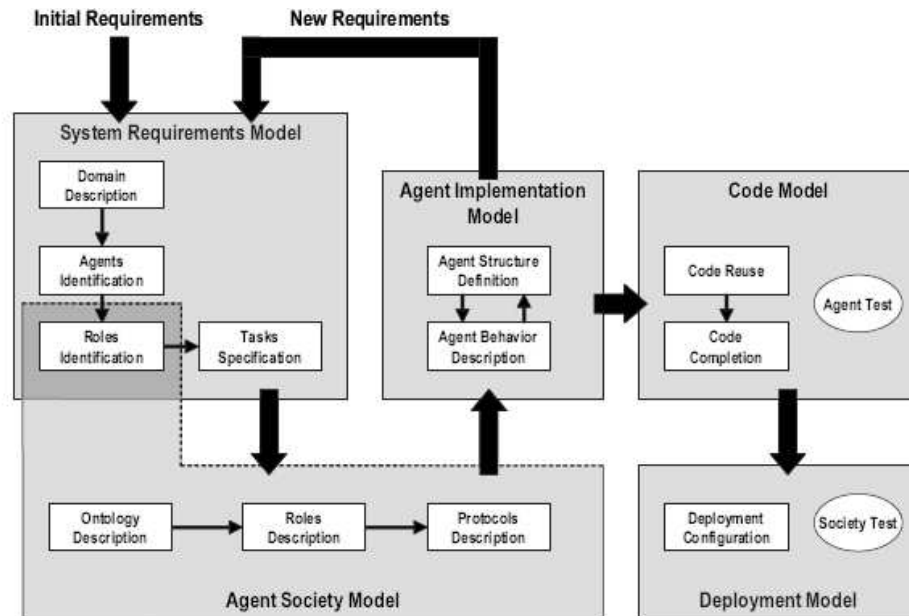 Initial Requirements
New Requirements
System Requirements Model
Domain
Description
Agents
Identification
Roles
Identification
Tasks
Specification
Agent Implementation
Model
Agent Structure
Definition
Agent Behavior
Description
Code Model
Code Reuse
Code
Completion
Agent Test
Ontology
Description
Roles
Description
Protocols
Description
Agent Society Model
Deployment
Configuration
Society Test
Deployment Model